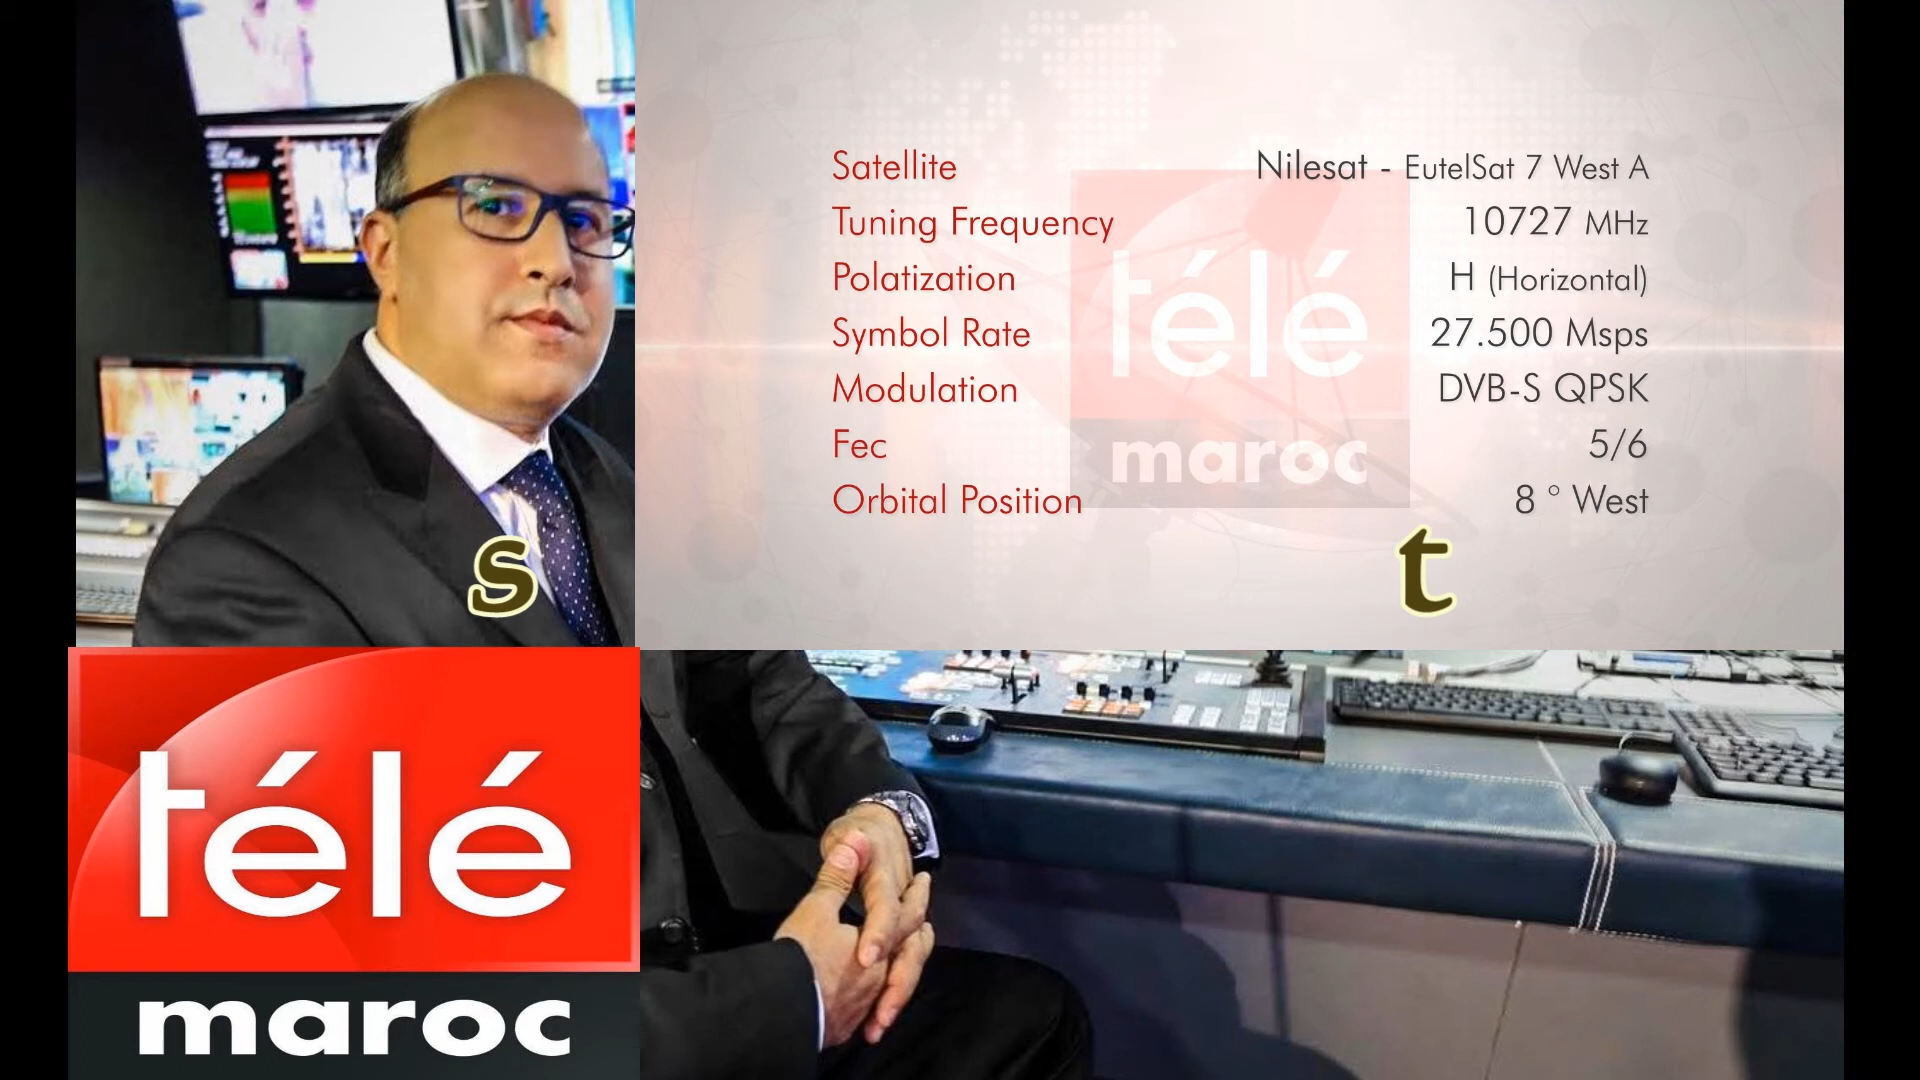 Satellite Nilesat - EutelSat 7 West A
Tuning Frequency 10727 MHz
Polatization H (Horizontal)
Symbol Rate 27.500 Msps
Modulation DVB-S QPSK
Fec 5/6
Orbital Position 8 ° West
télé
maroc
s t
télé
maroc